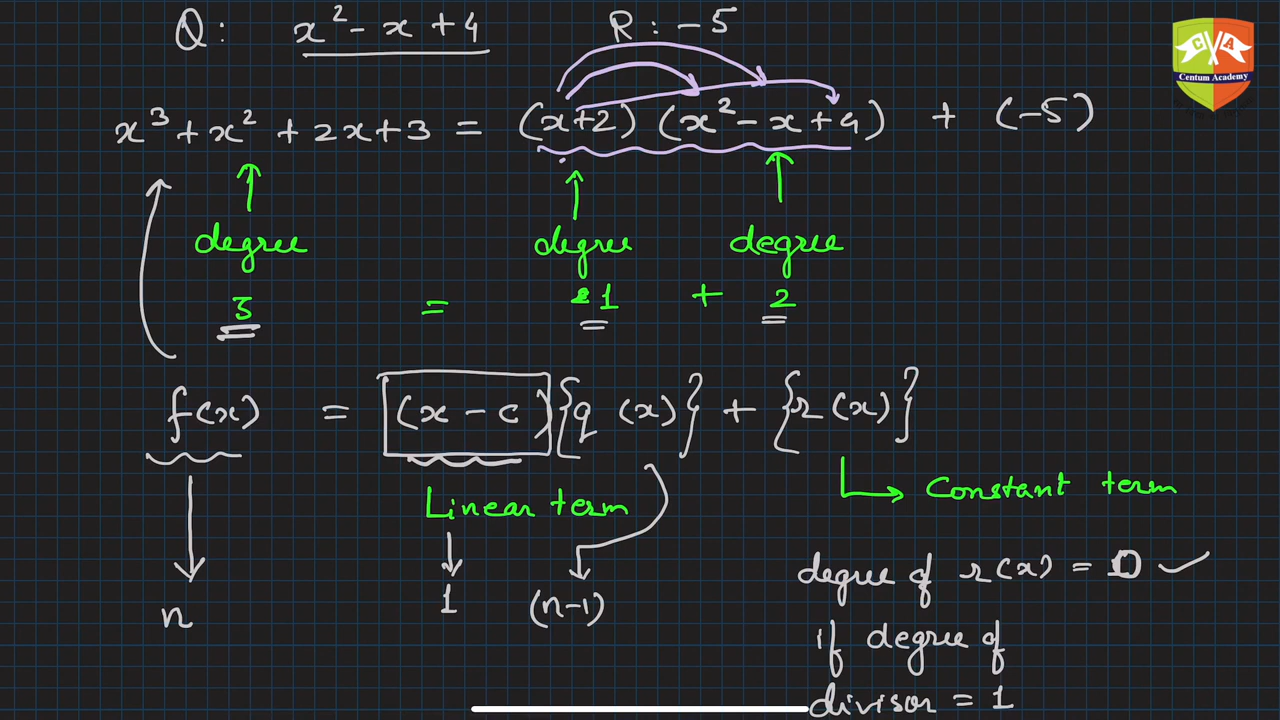 Q: x² - x + 4 R: -5
C A
Centum Academy
x³ + x² + 2x + 3 = (x+2) (x² - x + 4) + (-5)
degree degree degree
3 = 1 + 2
f(x) = (x - c) {q (x)} + {r (x)}
Linear term
Constant term
degree of r(x) = 0 ✓
n 1 (n-1)
if degree of
divisor = 1